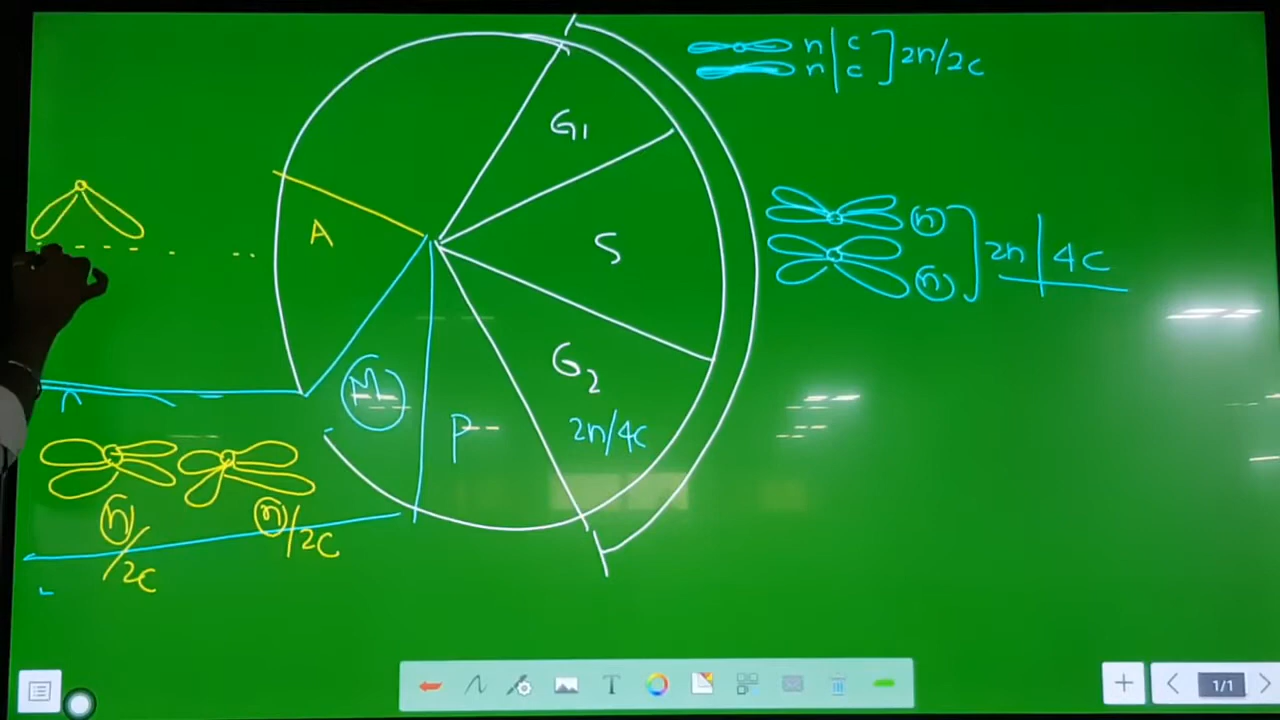 n | c
n | c ] 2n/2c
G1
A
S
(n)
(n) ] 2n | 4c
G2
2n/4c
M
P
(n)/2c
(n)/2c
T
1/1